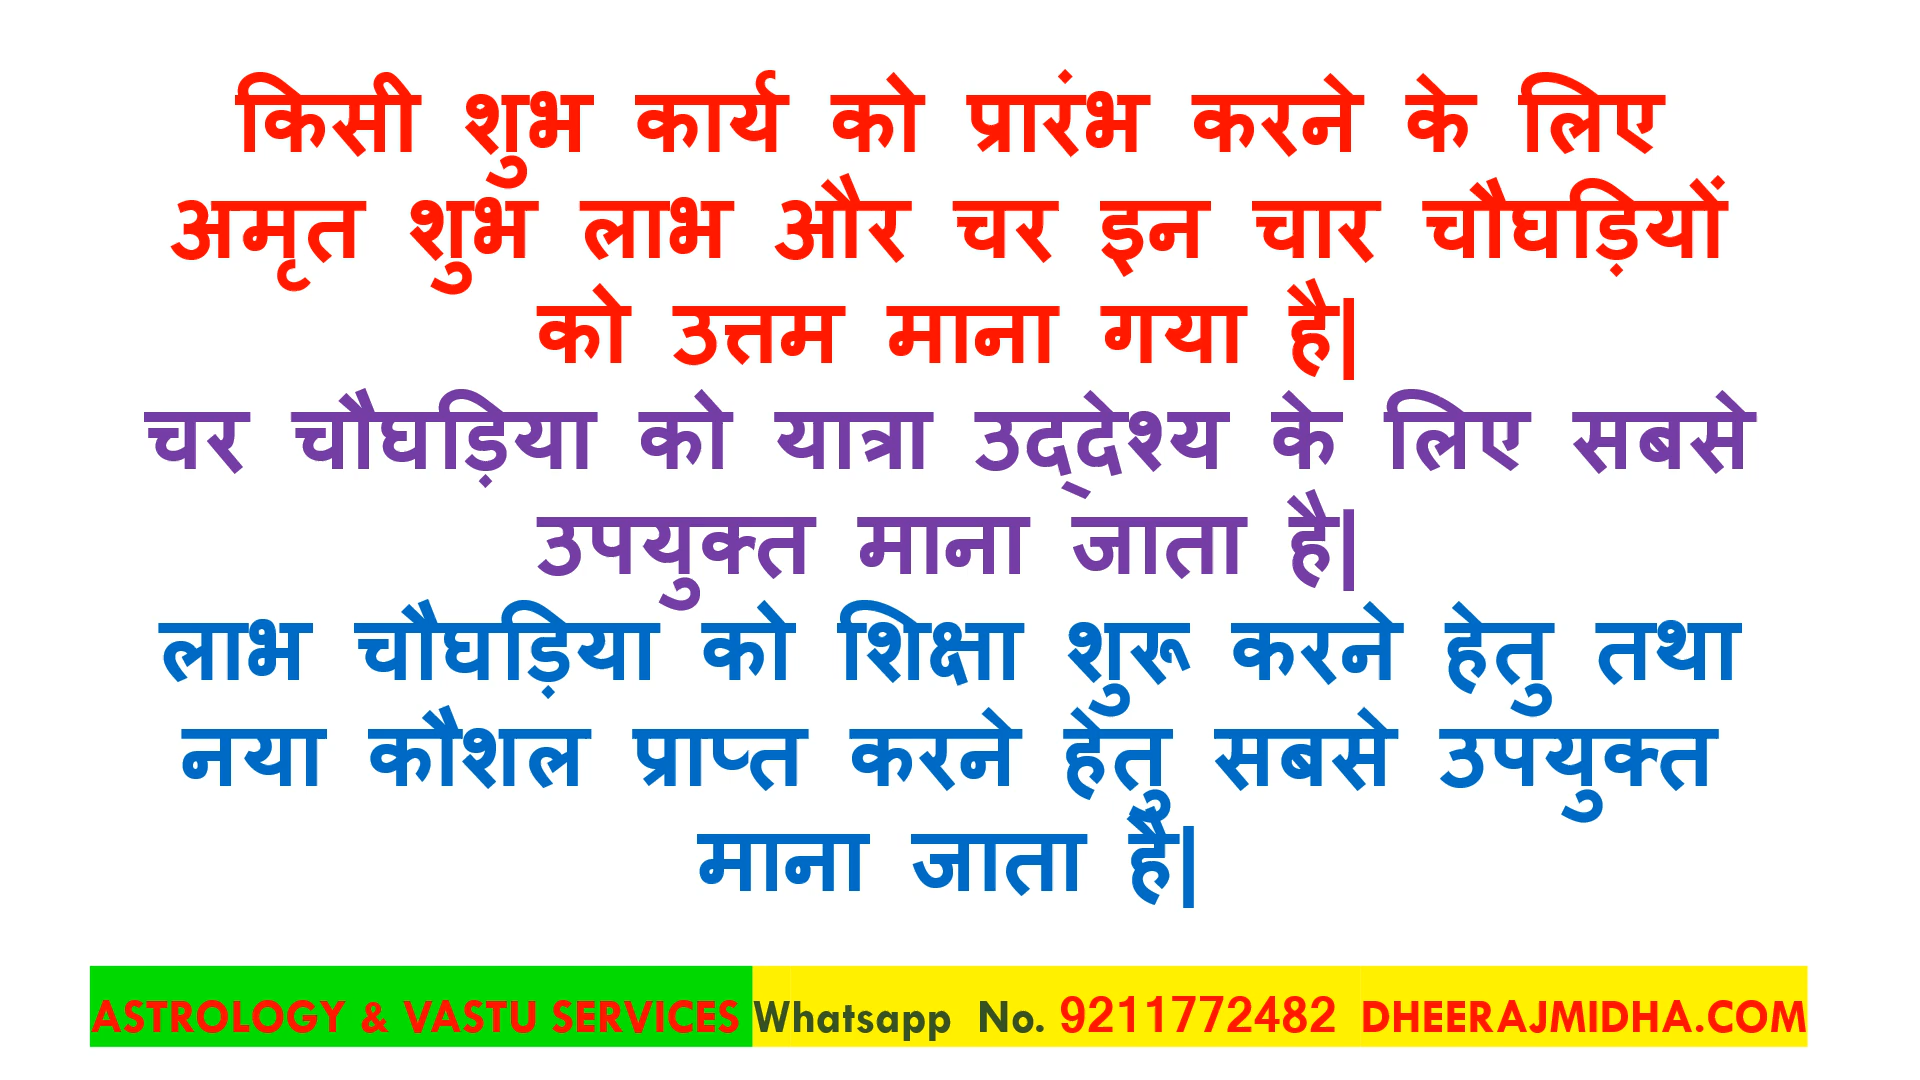 किसी शुभ कार्य को प्रारंभ करने के लिए
अमृत शुभ लाभ और चर इन चार चौघड़ियों
को उत्तम माना गया है|
चर चौघड़िया को यात्रा उद्देश्य के लिए सबसे
उपयुक्त माना जाता है|
लाभ चौघड़िया को शिक्षा शुरू करने हेतु तथा
नया कौशल प्राप्त करने हेतु सबसे उपयुक्त
माना जाता है|
ASTROLOGY & VASTU SERVICES Whatsapp No. 9211772482 DHEERAJMIDHA.COM